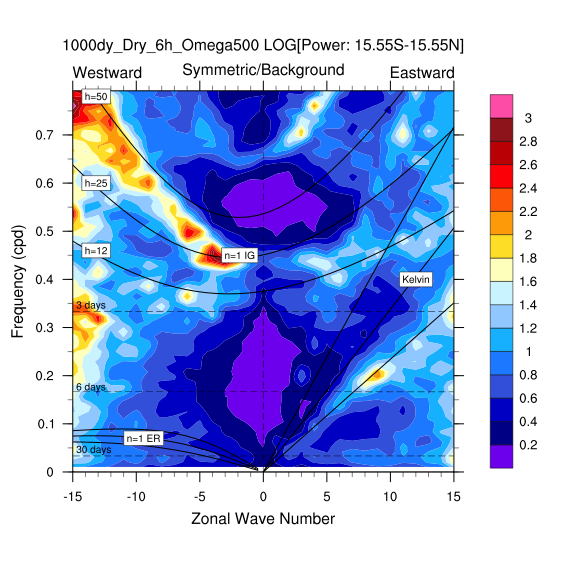 1000dy_Dry_6h_Omega500 LOG[Power: 15.55S-15.55N]
Westward Symmetric/Background Eastward
h=50
h=25
h=12
n=1 IG
Kelvin
3 days
6 days
n=1 ER
30 days
0.7
0.6
0.5
0.4
0.3
0.2
0.1
0
Frequency (cpd)
-15 -10 -5 0 5 10 15
Zonal Wave Number
3
2.8
2.6
2.4
2.2
2
1.8
1.6
1.4
1.2
1
0.8
0.6
0.4
0.2